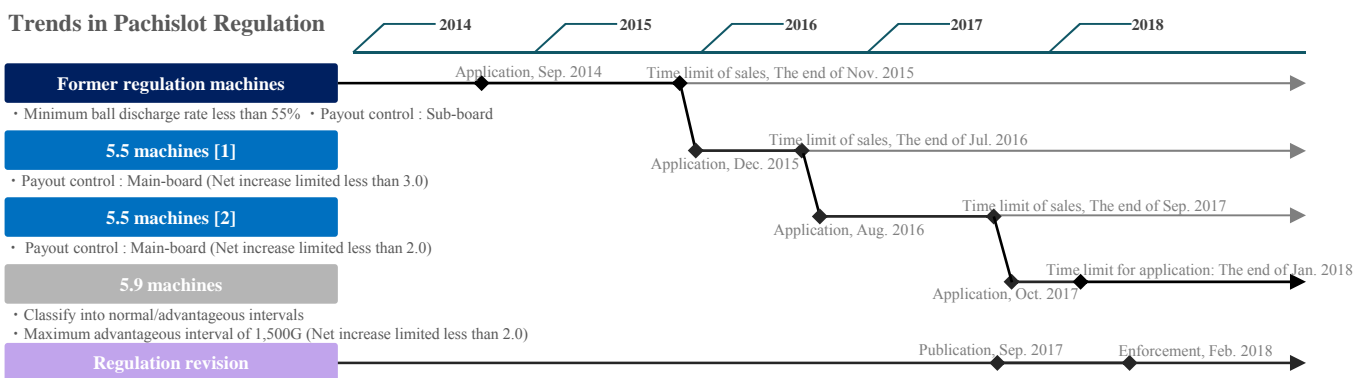 Trends in Pachislot Regulation
2014 2015 2016 2017 2018
Former regulation machines
Application, Sep. 2014
Time limit of sales, The end of Nov. 2015
・Minimum ball discharge rate less than 55% ・Payout control : Sub-board
5.5 machines [1]
Time limit of sales, The end of Jul. 2016
Application, Dec. 2015
・Payout control : Main-board (Net increase limited less than 3.0)
5.5 machines [2]
Time limit of sales, The end of Sep. 2017
Application, Aug. 2016
・Payout control : Main-board (Net increase limited less than 2.0)
5.9 machines
Time limit for application: The end of Jan. 2018
Application, Oct. 2017
・Classify into normal/advantageous intervals
・Maximum advantageous interval of 1,500G (Net increase limited less than 2.0)
Regulation revision
Publication, Sep. 2017
Enforcement, Feb. 2018